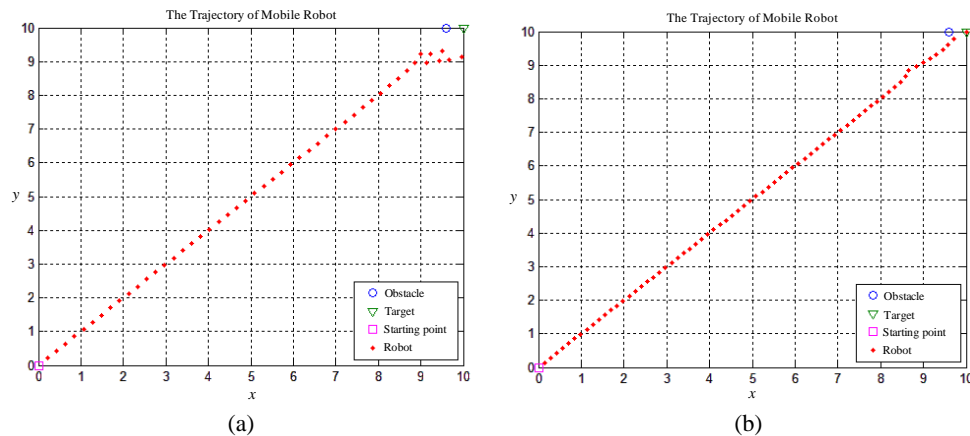 The Trajectory of Mobile Robot
10
9
8
7
6
5
4
3
2
1
0
y
0 1 2 3 4 5 6 7 8 9 10
x
Obstacle
Target
Starting point
Robot
(a)
The Trajectory of Mobile Robot
10
9
8
7
6
5
4
3
2
1
0
y
0 1 2 3 4 5 6 7 8 9 10
x
Obstacle
Target
Starting point
Robot
(b)